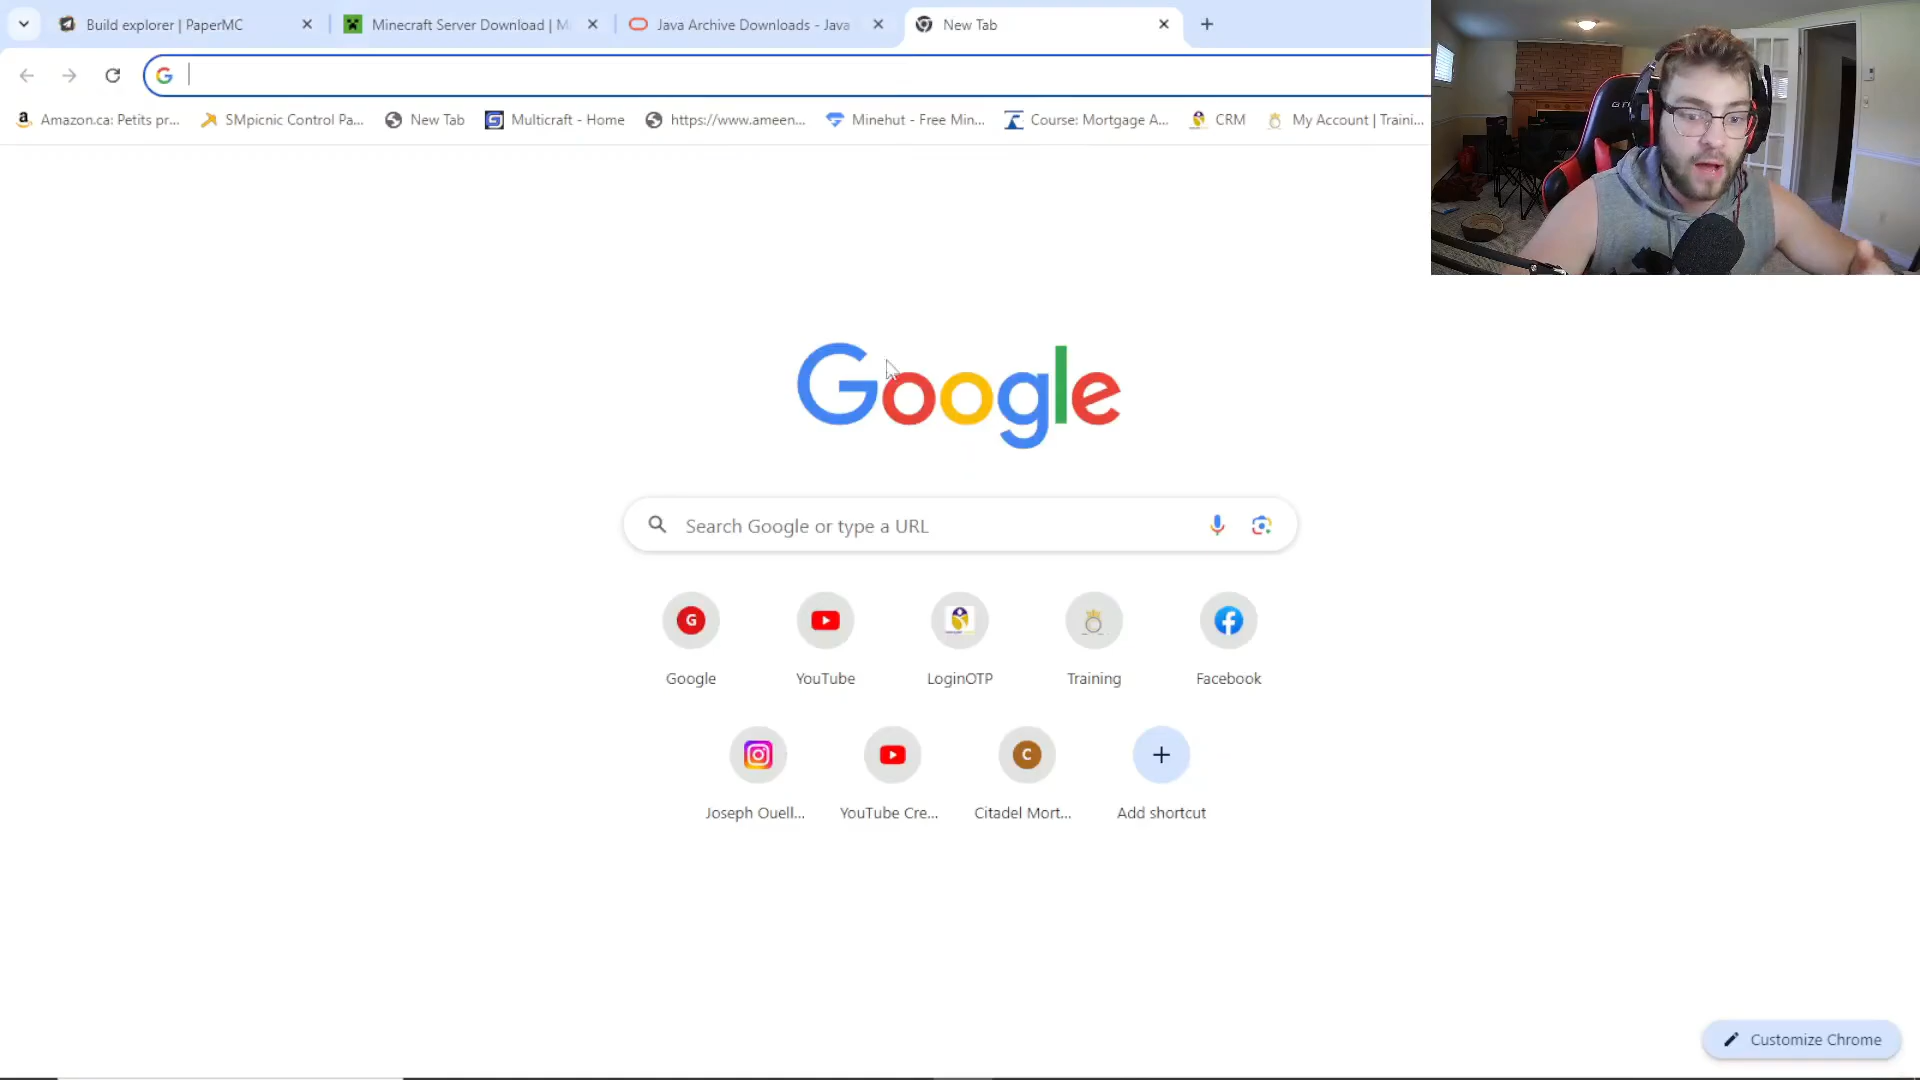 Build explorer | PaperMC
Minecraft Server Download | M
Java Archive Downloads - Java
New Tab
Amazon.ca: Petits pr...
SMpicnic Control Pa...
New Tab
Multicraft - Home
https://www.ameen...
Minehut - Free Min...
Course: Mortgage A...
CRM
My Account | Traini...
Google
Search Google or type a URL
G
Google
YouTube
LoginOTP
Training
Facebook
C
Joseph Ouell...
YouTube Cre...
Citadel Mort...
Add shortcut
Customize Chrome